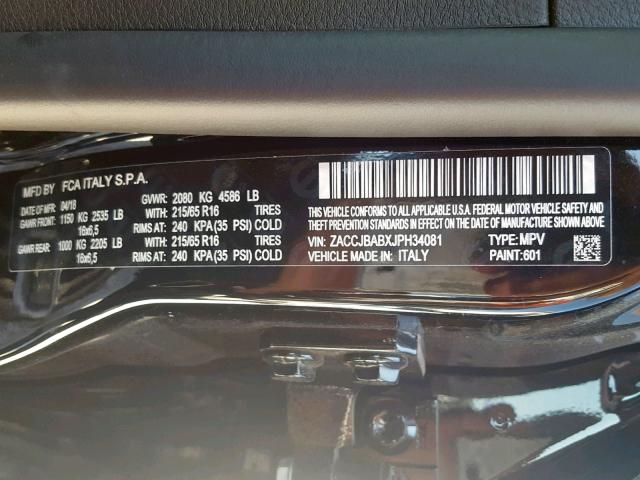 MFD BY FCA ITALY S.P.A.
DATE OF MFR: 04/18 GVWR: 2080 KG 4586 LB
GAWR FRONT: 1150 KG 2535 LB WITH: 215/65 R16 TIRES
16x6,5 RIMS AT: 240 KPA(35 PSI) COLD
GAWR REAR: 1000 KG 2205 LB WITH: 215/65 R16 TIRES
16x6,5 RIMS AT: 240 KPA(35 PSI) COLD
THIS VEHICLE CONFORMS TO ALL APPLICABLE U.S.A. FEDERAL MOTOR VEHICLE SAFETY,
BUMPER, AND THEFT PREVENTION STANDARDS IN EFFECT ON THE DATE OF MANUFACTURE SHOWN ABOVE
VIN: ZACCJBABXJPH34081 TYPE: MPV
VEHICLE MADE IN: ITALY PAINT: 601